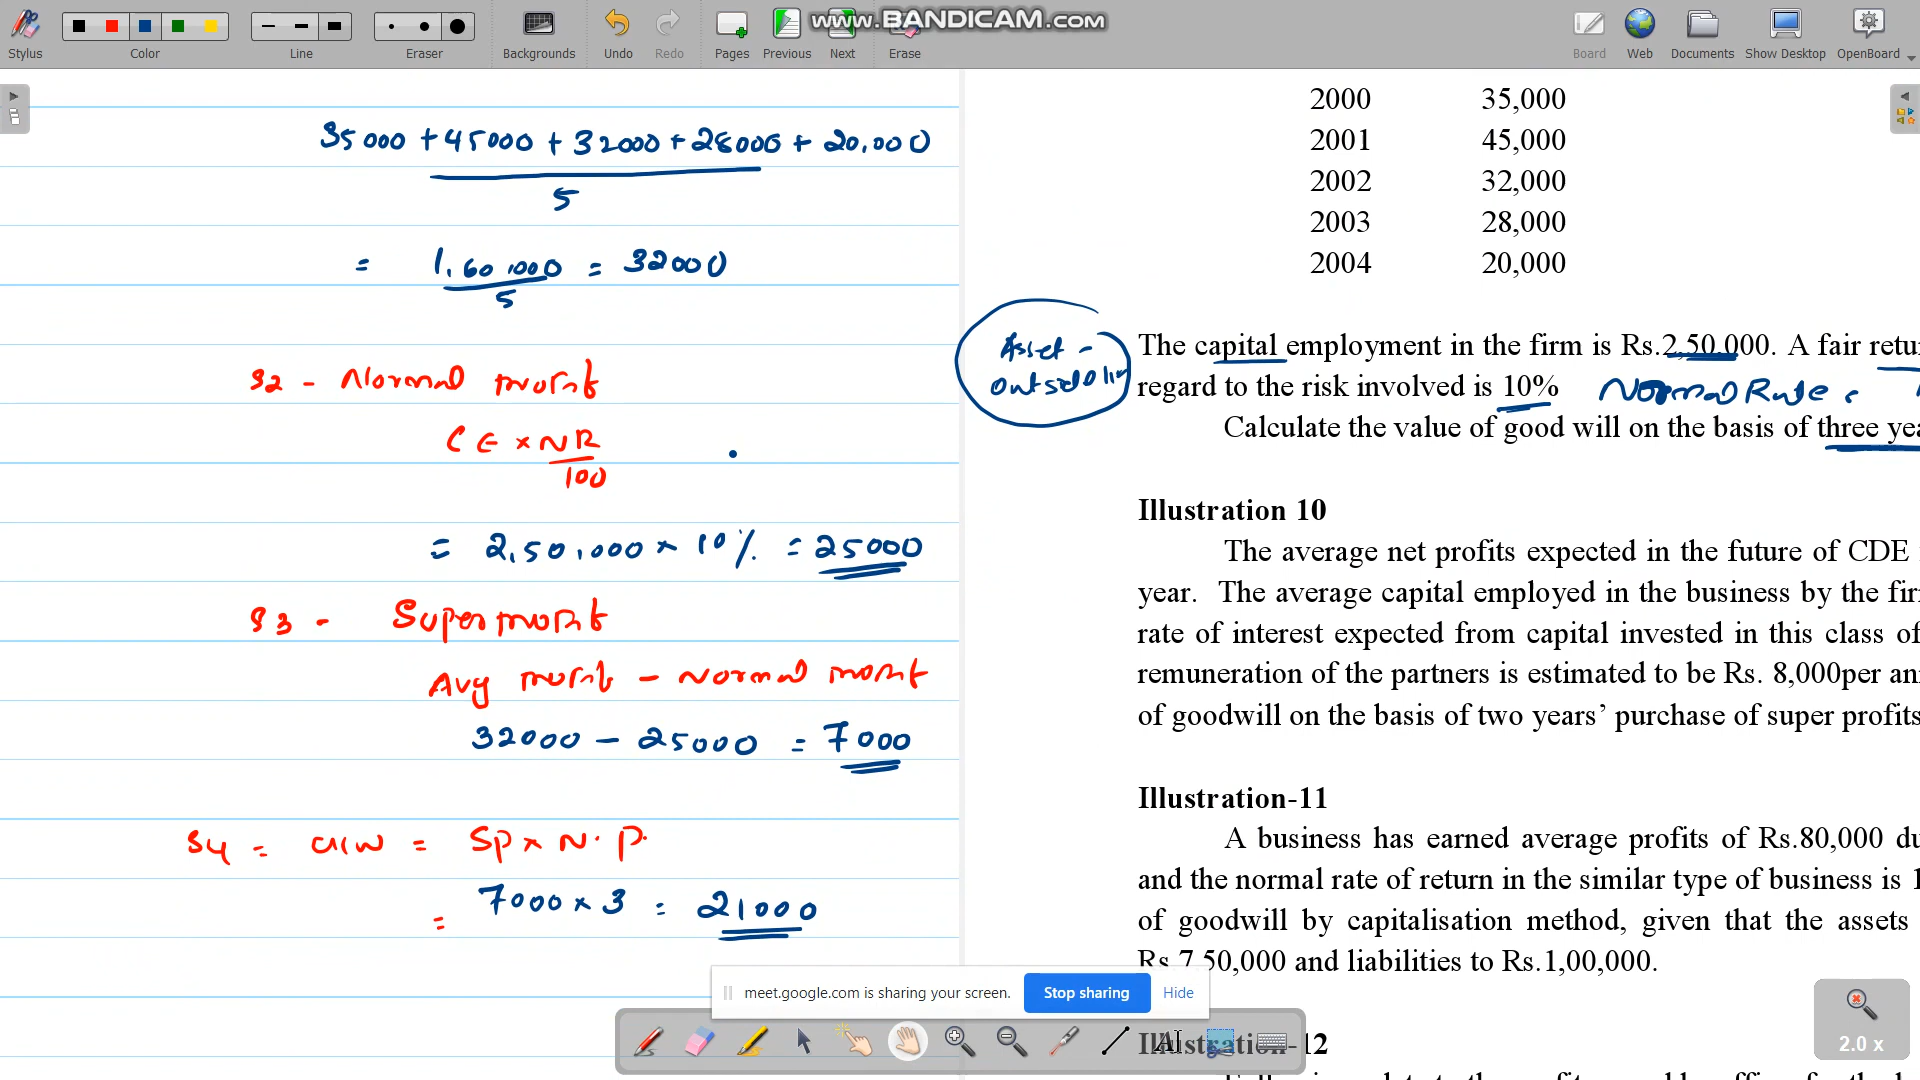 www.BANDICAM.com
Stylus Color Line Eraser Backgrounds Undo Redo Pages Previous Next Erase Board Web Documents Show Desktop OpenBoard
35000 + 45000 + 32000 + 28000 + 20,000
5
= 1,60,000 = 32000
5
S2 - Normal profit
CE × NR
100
= 2,50,000 × 10% = 25000
S3 - Super profit
Avg profit - Normal profit
32000 - 25000 = 7000
S4 = G/W = SP × N.P.
= 7000 × 3 = 21000
2000 35,000
2001 45,000
2002 32,000
2003 28,000
2004 20,000
Asset -
The capital employment in the firm is Rs.2,50,000. A fair retu
regard to the risk involved is 10% Normal Rate =
Calculate the value of good will on the basis of three yea
Illustration 10
The average net profits expected in the future of CDE
year. The average capital employed in the business by the fir
rate of interest expected from capital invested in this class of
remuneration of the partners is estimated to be Rs. 8,000per an
of goodwill on the basis of two years’ purchase of super profits
Illustration-11
A business has earned average profits of Rs.80,000 du
and the normal rate of return in the similar type of business is 1
of goodwill by capitalisation method, given that the assets
Rs.7,50,000 and liabilities to Rs.1,00,000.
Illustration-12
meet.google.com is sharing your screen. Stop sharing Hide
2.0 x